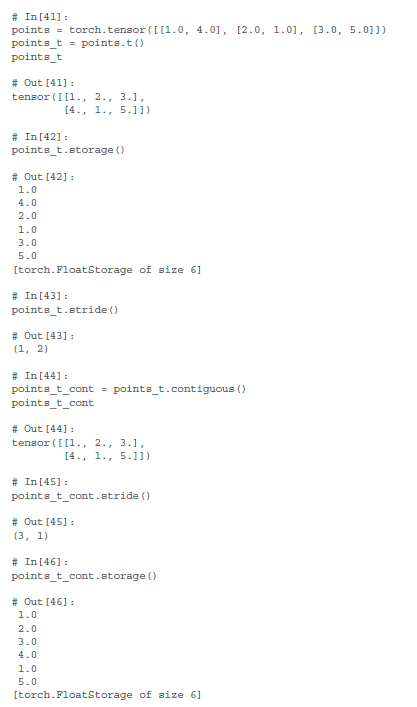 # In[41]:
points = torch.tensor([[1.0, 4.0], [2.0, 1.0], [3.0, 5.0]])
points_t = points.t()
points_t
# Out[41]:
tensor([[1., 2., 3.],
        [4., 1., 5.]])
# In[42]:
points_t.storage()
# Out[42]:
 1.0
 4.0
 2.0
 1.0
 3.0
 5.0
[torch.FloatStorage of size 6]
# In[43]:
points_t.stride()
# Out[43]:
(1, 2)
# In[44]:
points_t_cont = points_t.contiguous()
points_t_cont
# Out[44]:
tensor([[1., 2., 3.],
        [4., 1., 5.]])
# In[45]:
points_t_cont.stride()
# Out[45]:
(3, 1)
# In[46]:
points_t_cont.storage()
# Out[46]:
 1.0
 2.0
 3.0
 4.0
 1.0
 5.0
[torch.FloatStorage of size 6]